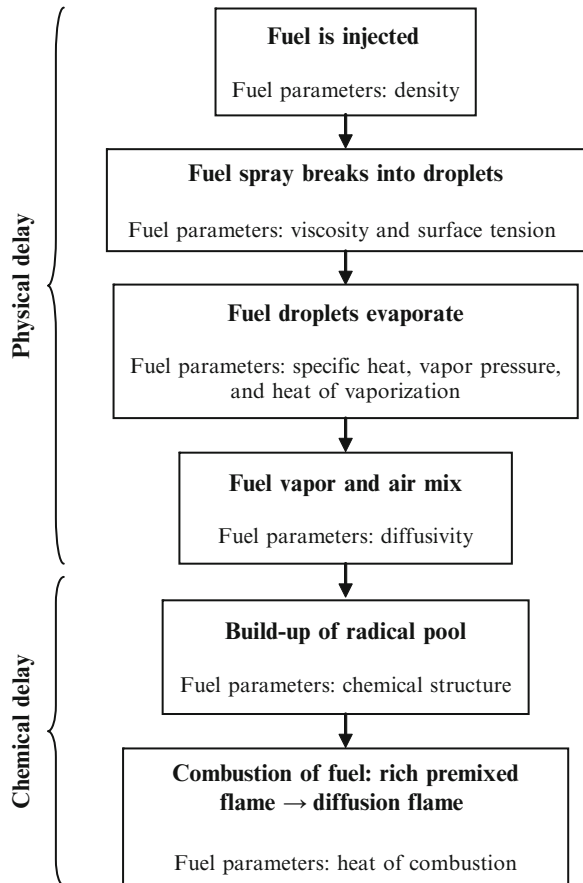 Physical delay
Fuel is injected
Fuel parameters: density
Fuel spray breaks into droplets
Fuel parameters: viscosity and surface tension
Fuel droplets evaporate
Fuel parameters: specific heat, vapor pressure,
and heat of vaporization
Fuel vapor and air mix
Fuel parameters: diffusivity
Chemical delay
Build-up of radical pool
Fuel parameters: chemical structure
Combustion of fuel: rich premixed
flame → diffusion flame
Fuel parameters: heat of combustion